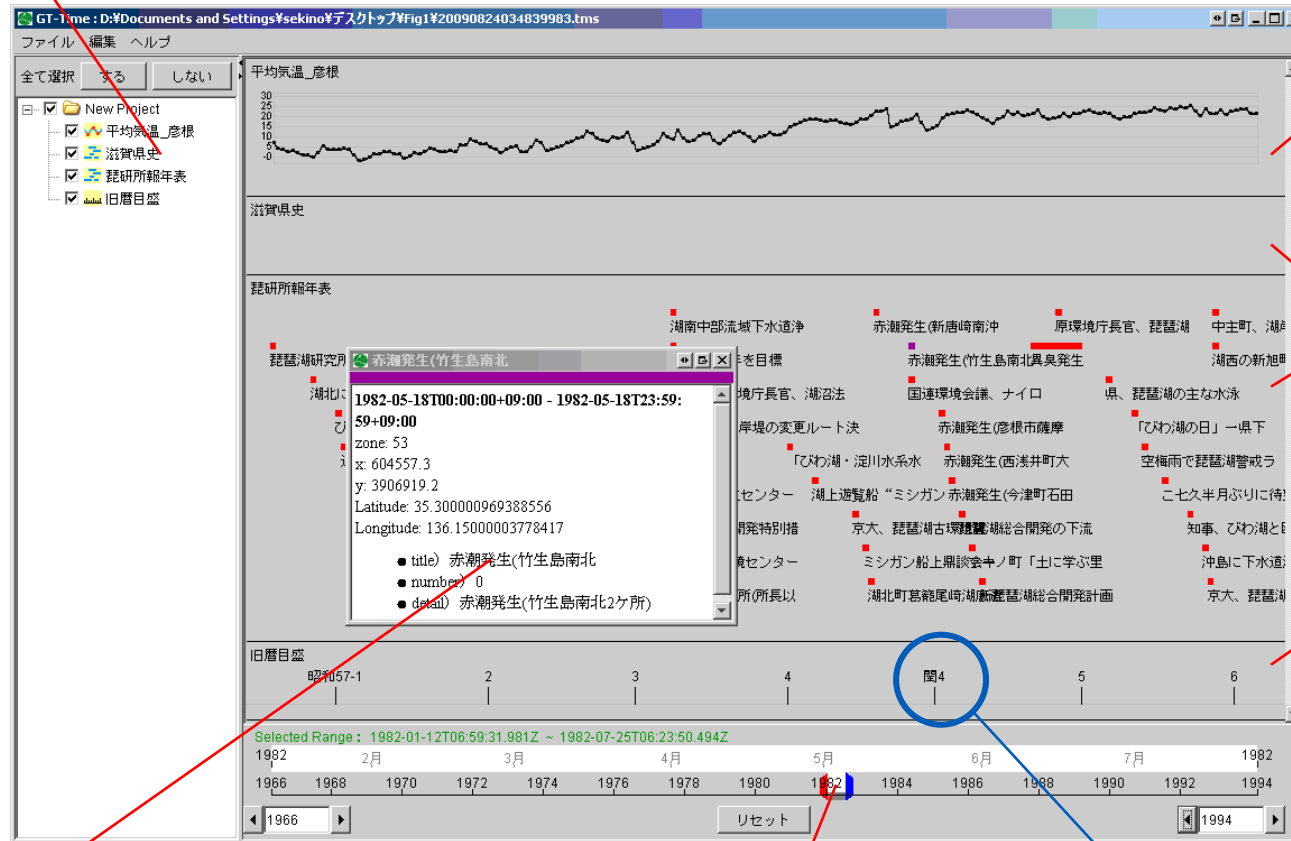 GT-Time : D:¥Documents and Settings¥sekino¥デスクトップ¥Fig1¥20090824034839983.tms
ファイル 編集 ヘルプ
全て選択 する しない
New Project
平均気温_彦根
滋賀県史
琵研所報年表
旧暦目盛
平均気温_彦根
30
25
20
15
10
5
-0
滋賀県史
琵研所報年表
湖南中部流域下水道浄 赤潮発生(新唐崎南沖 原環境庁長官、琵琶湖 中主町、湖岸
琵琶湖研究所 を目標 赤潮発生(竹生島南北 異臭発生 湖西の新旭町
湖北に 境庁長官、湖沼法 国連環境会議、ナイロ 県、琵琶湖の主な水泳
び 岸堤の変更ルート決 赤潮発生(彦根市薩摩 「びわ湖の日」一県下
「びわ湖・淀川水系水 赤潮発生(西浅井町大 空梅雨で琵琶湖警戒ラ
センター 湖上遊覧船“ミシガン 赤潮発生(今津町石田 こ七久半月ぶりに待
開発特別措 京大、琵琶湖古環 湖総合開発の下流 知事、びわ湖と
センター ミシガン船上鼎談会 ノ町「土に学ぶ里 沖島に下水道
所(所長以 湖北町葛籠尾崎湖底 琵琶湖総合開発計画 京大、琵琶湖
赤潮発生(竹生島南北
1982-05-18T00:00:00+09:00 - 1982-05-18T23:59:
59+09:00
zone: 53
x: 604557.3
y: 3906919.2
Latitude: 35.300000969388556
Longitude: 136.15000003778417
● title) 赤潮発生(竹生島南北
● number) 0
● detail) 赤潮発生(竹生島南北2ケ所)
旧暦目盛
昭和57-1 2 3 4 閏4 5 6
Selected Range : 1982-01-12T06:59:31.981Z ~ 1982-07-25T06:23:50.494Z
1982 2月 3月 4月 5月 6月 7月 1982
1966 1968 1970 1972 1974 1976 1978 1980 1982 1984 1986 1988 1990 1992 1994
1966 リセット 1994